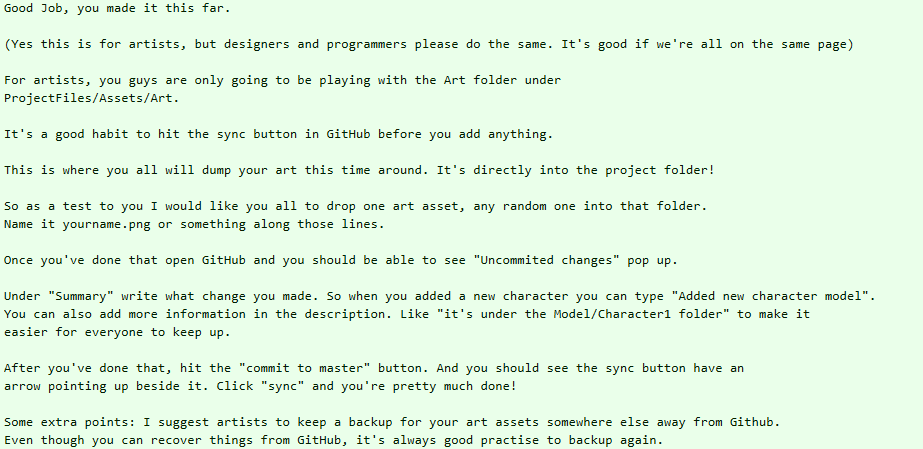 Good Job, you made it this far.
(Yes this is for artists, but designers and programmers please do the same. It's good if we're all on the same page)
For artists, you guys are only going to be playing with the Art folder under
ProjectFiles/Assets/Art.
It's a good habit to hit the sync button in GitHub before you add anything.
This is where you all will dump your art this time around. It's directly into the project folder!
So as a test to you I would like you all to drop one art asset, any random one into that folder.
Name it yourname.png or something along those lines.
Once you've done that open GitHub and you should be able to see "Uncommited changes" pop up.
Under "Summary" write what change you made. So when you added a new character you can type "Added new character model".
You can also add more information in the description. Like "it's under the Model/Character1 folder" to make it
easier for everyone to keep up.
After you've done that, hit the "commit to master" button. And you should see the sync button have an
arrow pointing up beside it. Click "sync" and you're pretty much done!
Some extra points: I suggest artists to keep a backup for your art assets somewhere else away from Github.
Even though you can recover things from GitHub, it's always good practise to backup again.